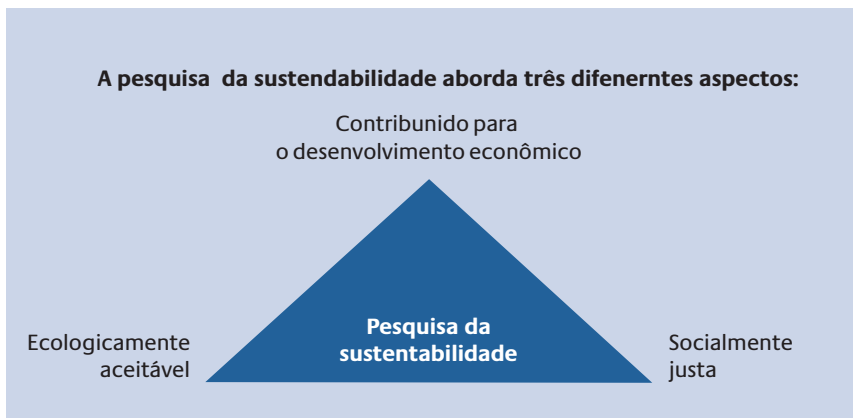 A pesquisa da sustendabilidade aborda três difenerntes aspectos:
Contribunido para
o desenvolvimento econômico
Pesquisa da
sustentabilidade
Ecologicamente
aceitável
Socialmente
justa